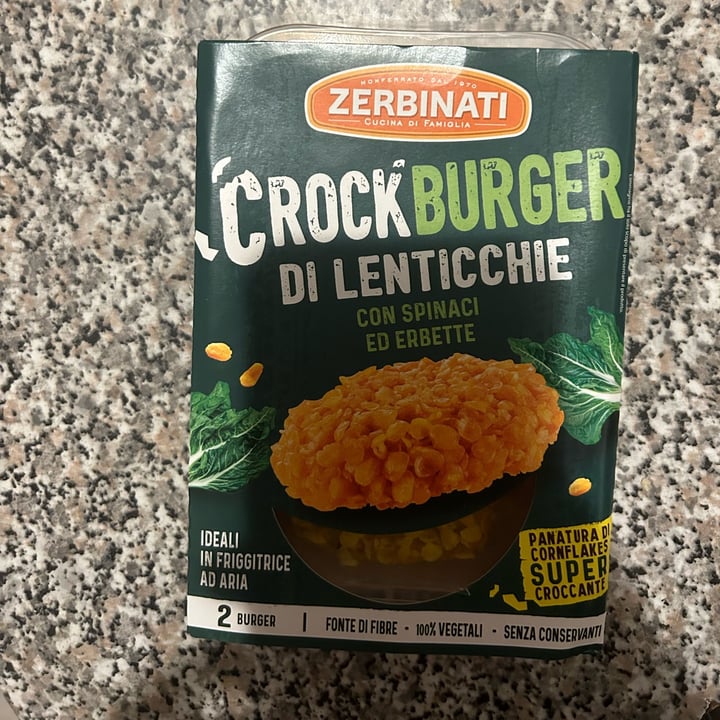 MONFERRATO DAL 1970
ZERBINATI
CUCINA DI FAMIGLIA
CROCKBURGER
DI LENTICCHIE
CON SPINACI
ED ERBETTE
IDEALI
IN FRIGGITRICE
AD ARIA
PANATURA DI
CORNFLAKES
SUPER
CROCCANTE
2 BURGER | FONTE DI FIBRE - 100% VEGETALI - SENZA CONSERVANTI